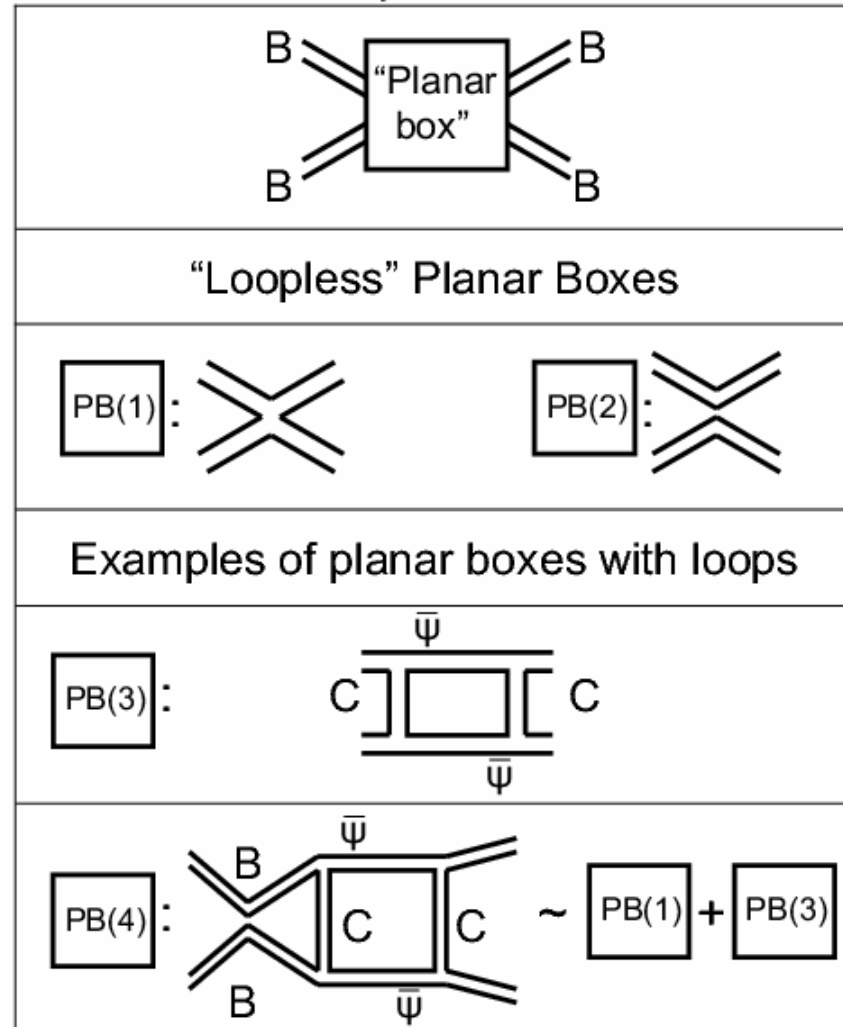 B B
“Planar
box”
B B
“Loopless” Planar Boxes
PB(1) : PB(2) :
Examples of planar boxes with loops
ψ̅
PB(3) : C C
ψ̅
ψ̅
B
PB(4) : C C ~ PB(1) + PB(3)
B
ψ̅